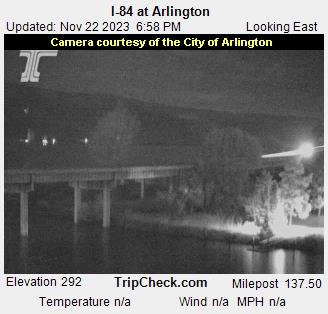 I-84 at Arlington
Updated: Nov 22 2023 6:58 PM Looking East
Camera courtesy of the City of Arlington
Elevation 292 TripCheck.com Milepost 137.50
Temperature n/a Wind n/a MPH n/a